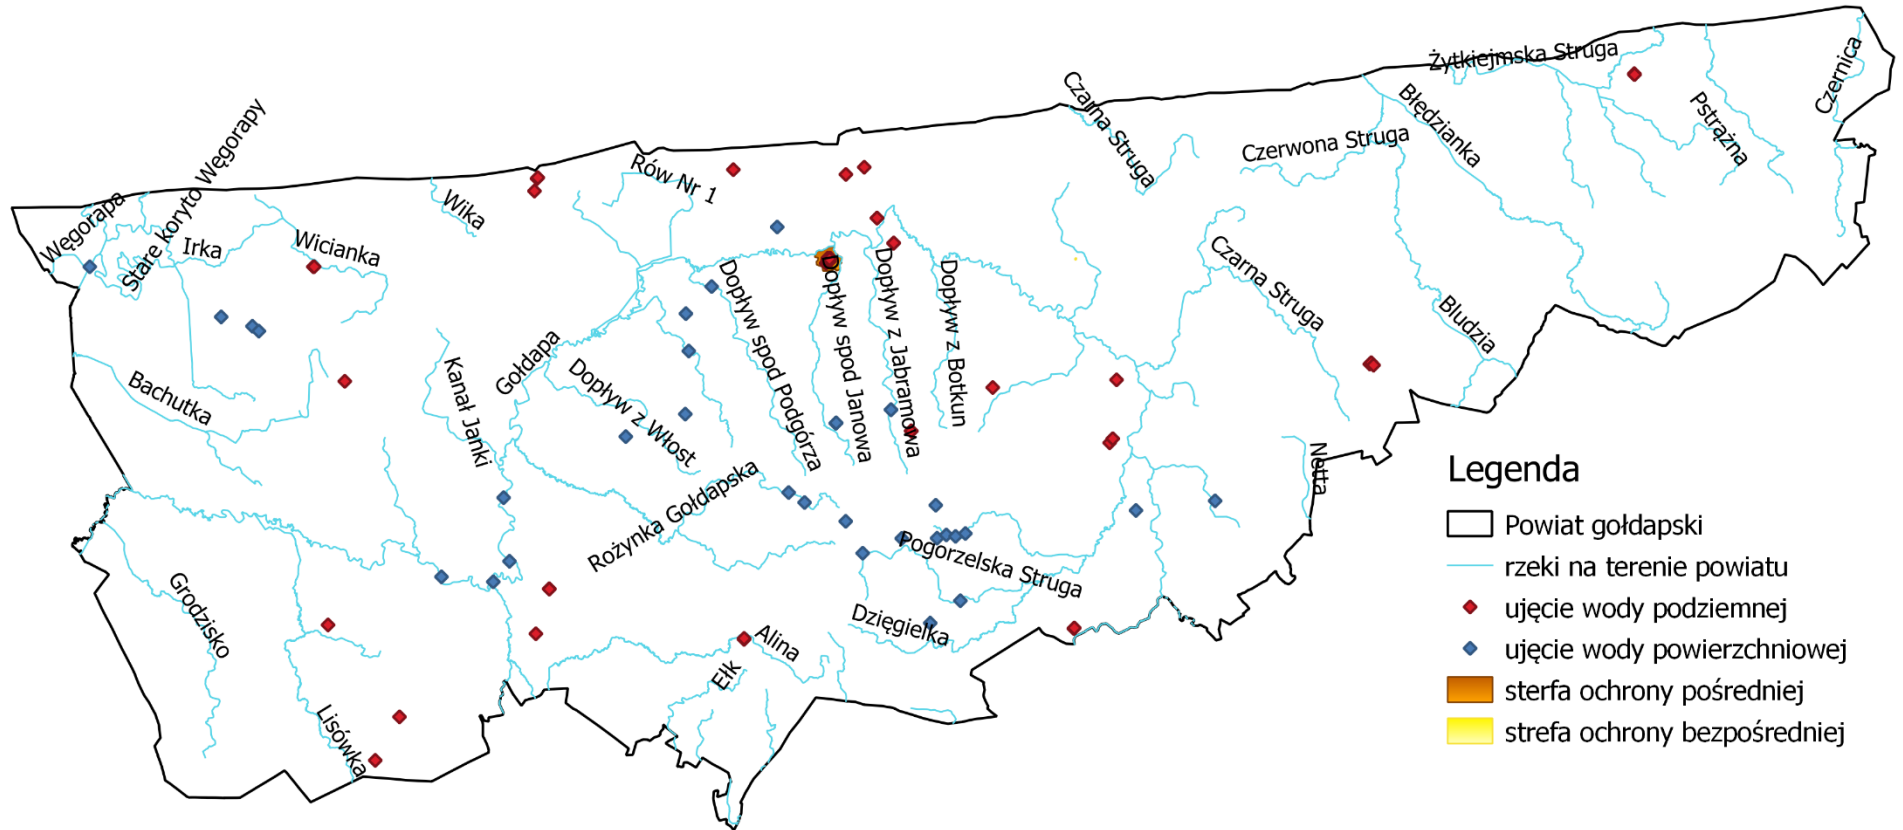 Żytkiejmska Struga
Czernica
Czarna Struga
Błędzianka
Pstrążna
Czerwona Struga
Rów Nr 1
Stare koryto Węgorapy
Węgorapa
Irka
Wicianka
Wika
Czarna Struga
Błudzia
Dopływ spod Podgórza
Dopływ spod Janowa
Dopływ z Jabramowa
Dopływ z Botkun
Gołdapa
Dopływ z Włost
Kanał Janki
Bachutka
Rożynka Gołdapska
Netta
Pogorzelska Struga
Dzięgielka
Grodzisko
Alina
Ełk
Lisówka
Legenda
Powiat gołdapski
rzeki na terenie powiatu
ujęcie wody podziemnej
ujęcie wody powierzchniowej
sterfa ochrony pośredniej
strefa ochrony bezpośredniej